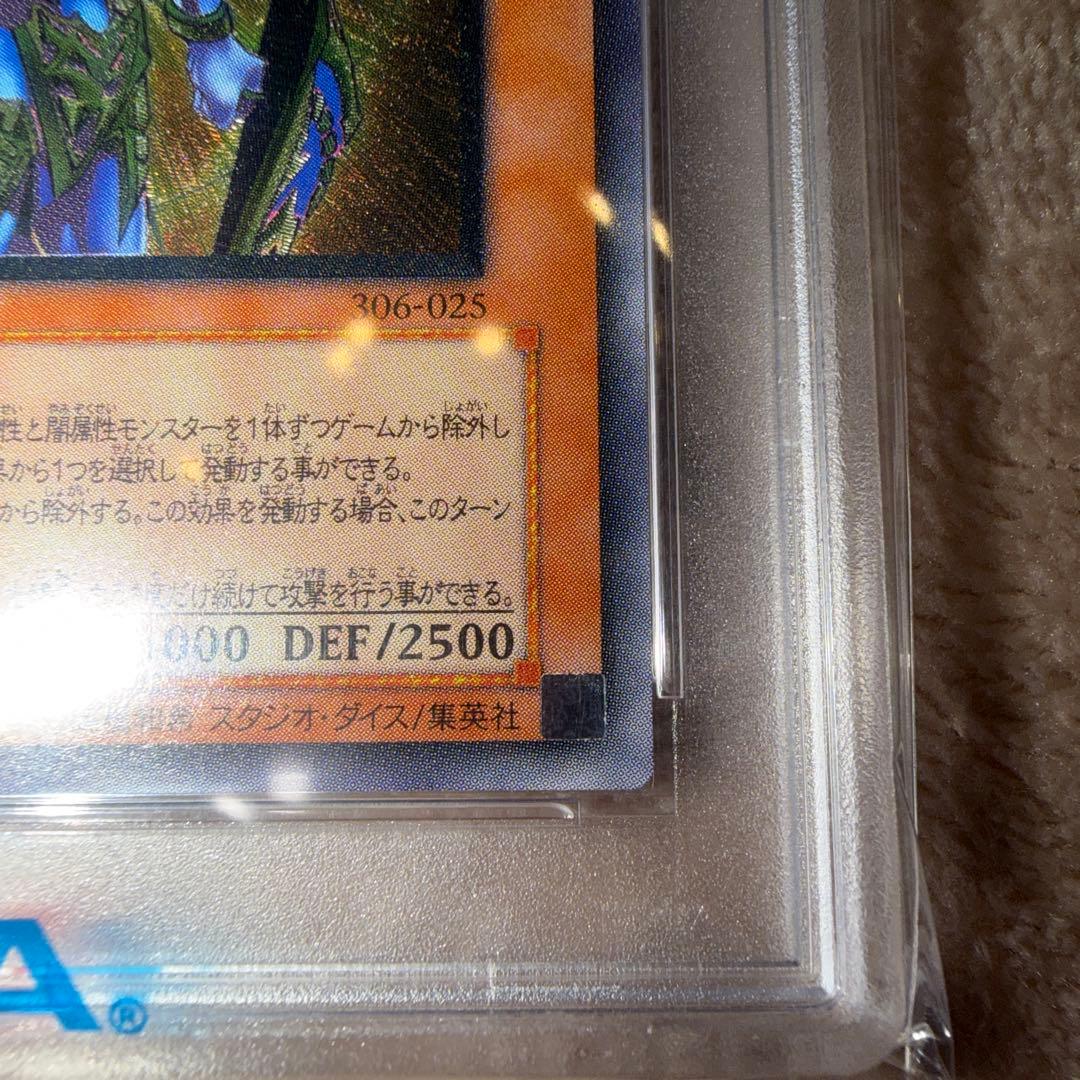 306-025
性と闇属性モンスターを1体ずつゲームから除外し
から1つを選択し 発動する事ができる。
から除外する。この効果を発動する場合、このターン
だけ続けて攻撃を行う事ができる。
000 DEF/2500
スタジオ・ダイス/集英社
A®